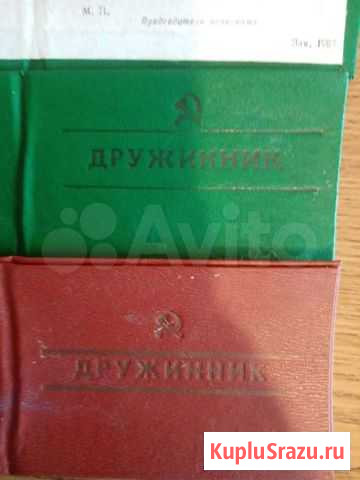 М. П.
Председатель
ДРУЖИННИК
Avito
ДРУЖИННИК
KupluSrazu.ru